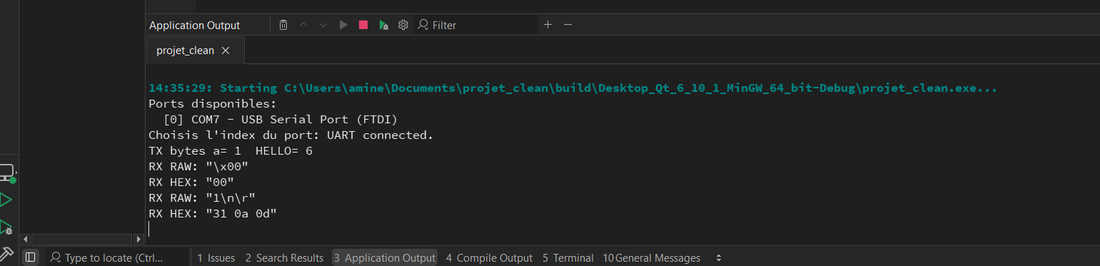 Application Output
Filter
projet_clean
14:35:29: Starting C:\Users\amine\Documents\projet_clean\build\Desktop_Qt_6_10_1_MinGW_64_bit-Debug\projet_clean.exe...
Ports disponibles:
[0] COM7 - USB Serial Port (FTDI)
Choisis l'index du port: UART connected.
TX bytes a= 1  HELLO= 6
RX RAW: "\x00"
RX HEX: "00"
RX RAW: "1\n\r"
RX HEX: "31 0a 0d"
Type to locate (Ctrl... 1 Issues 2 Search Results 3 Application Output 4 Compile Output 5 Terminal 10 General Messages